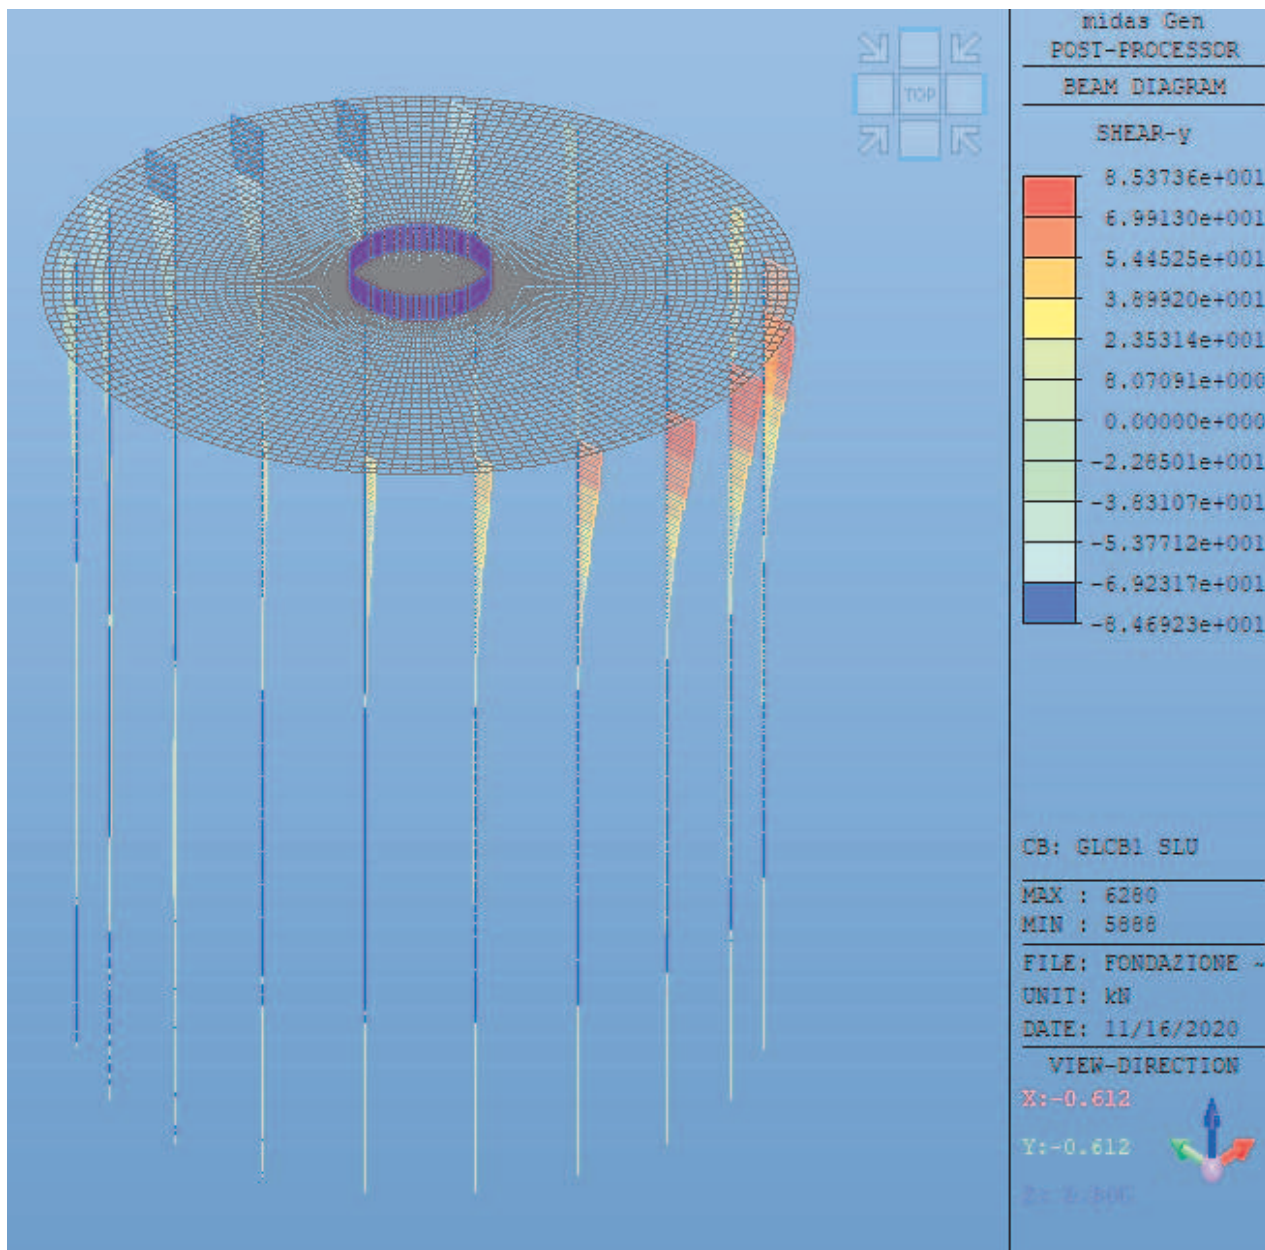 TOP
midas Gen
POST-PROCESSOR
BEAM DIAGRAM
SHEAR-y
8.53736e+001
6.99130e+001
5.44525e+001
3.89920e+001
2.35314e+001
8.07091e+000
0.00000e+000
-2.28501e+001
-3.83107e+001
-5.37712e+001
-6.92317e+001
-8.46923e+001
CB: GLCB1 SLU
MAX : 6280
MIN : 5888
FILE: FONDAZIONE ~
UNIT: kN
DATE: 11/16/2020
VIEW-DIRECTION
X:-0.612
Y:-0.612